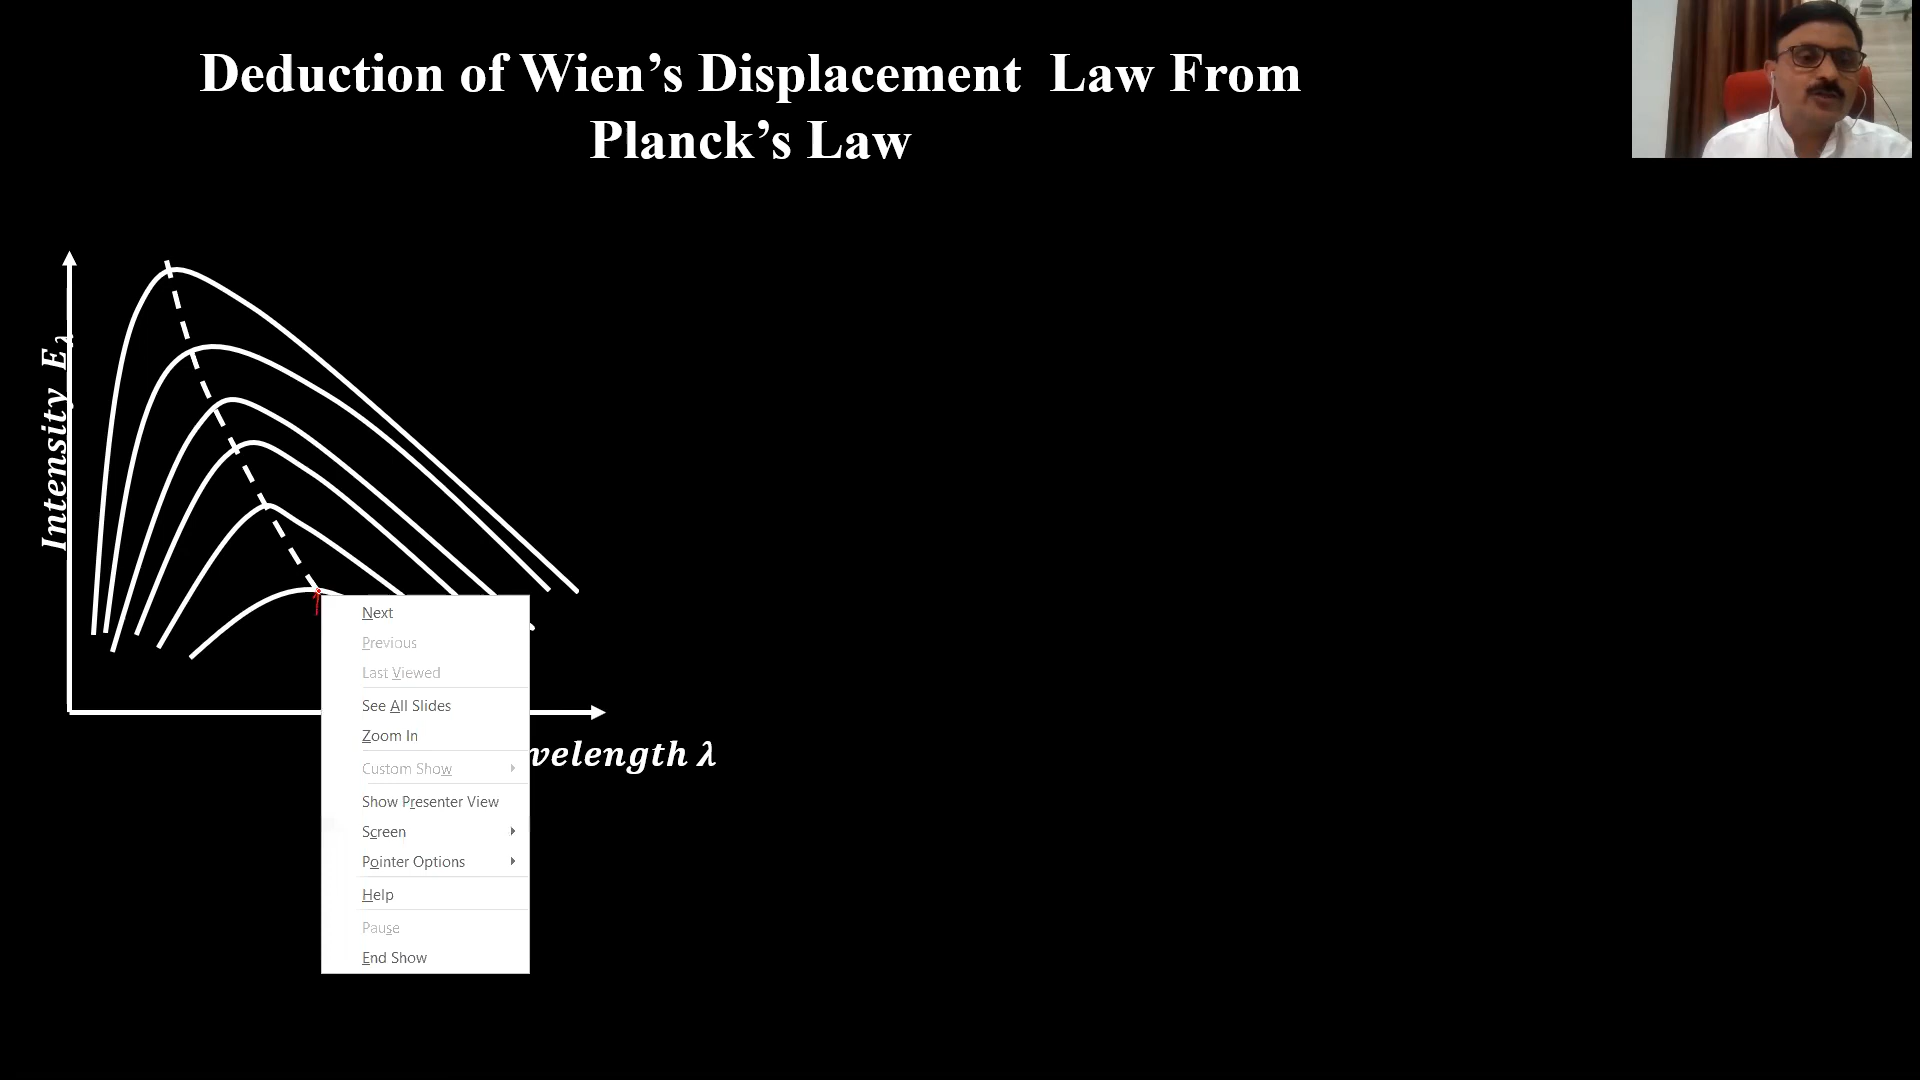 Deduction of Wien’s Displacement Law From
Planck’s Law
Intensity E λ
Next
Previous
Last Viewed
See All Slides
Zoom In
velength λ
Custom Show
Show Presenter View
Screen
Pointer Options
Help
Pause
End Show